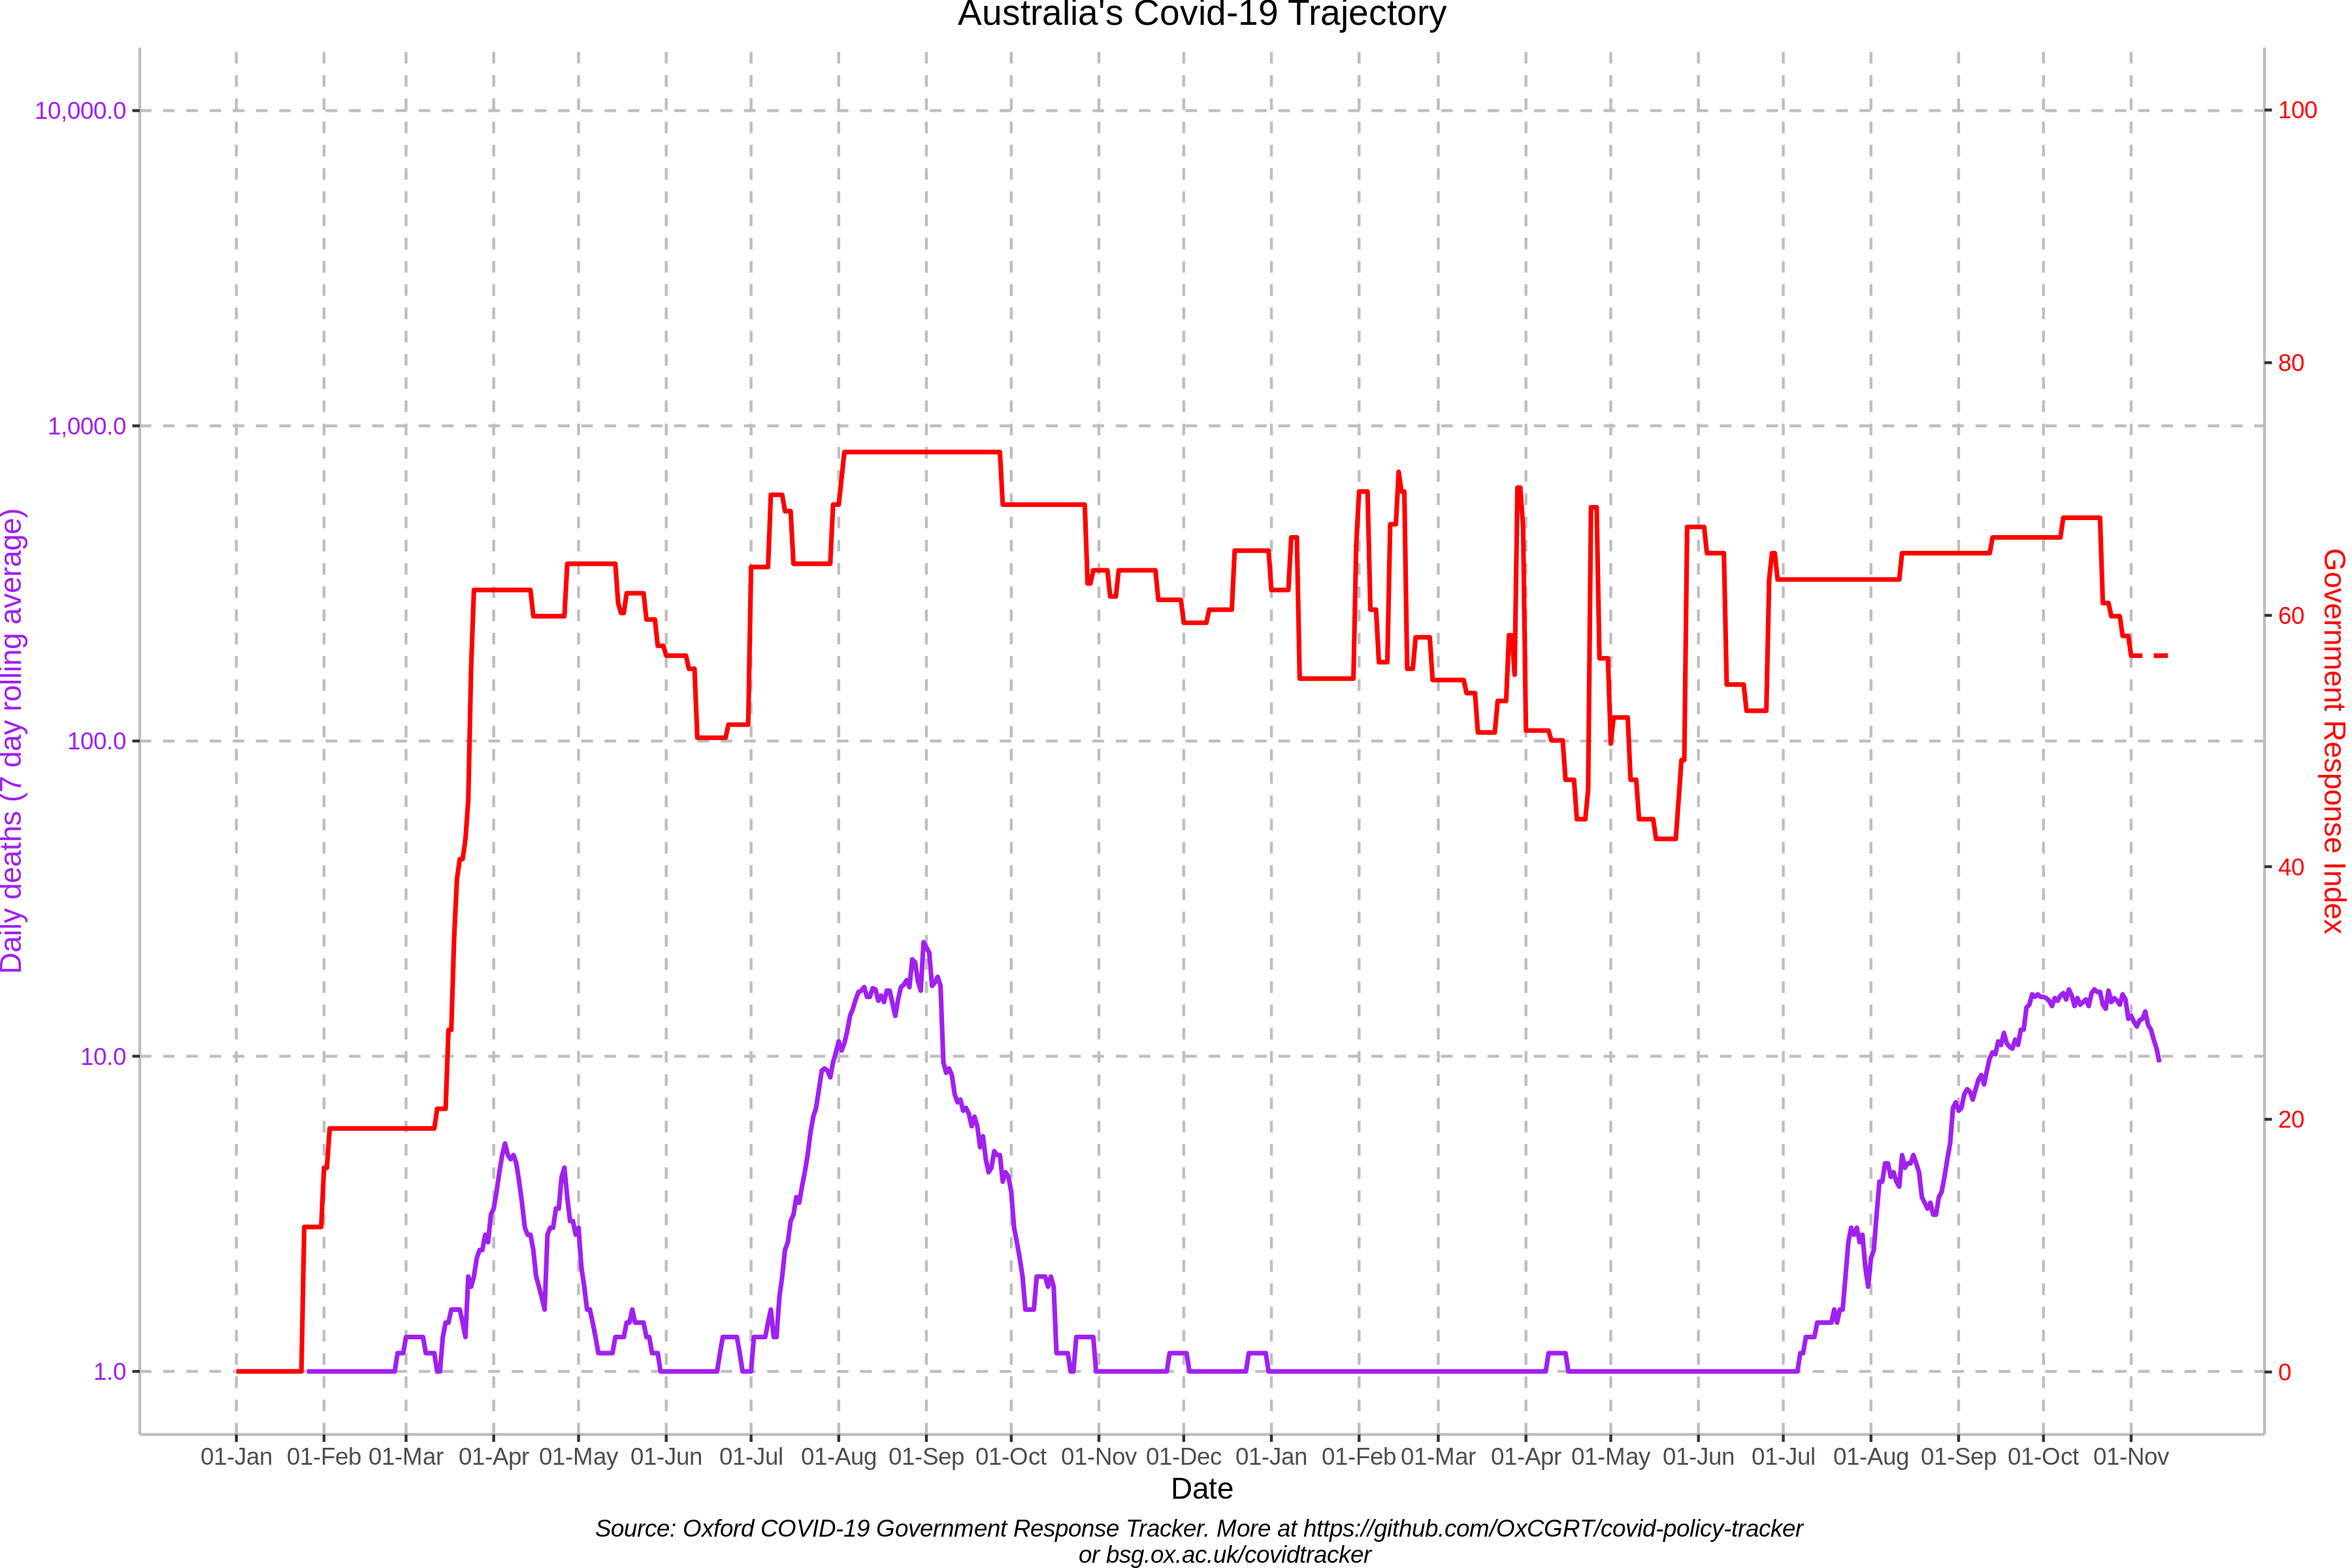 Australia's Covid-19 Trajectory
10,000.0
1,000.0
100.0
10.0
1.0
Daily deaths (7 day rolling average)
100
80
60
40
20
0
Government Response Index
01-Jan 01-Feb 01-Mar 01-Apr 01-May 01-Jun 01-Jul 01-Aug 01-Sep 01-Oct 01-Nov 01-Dec 01-Jan 01-Feb 01-Mar 01-Apr 01-May 01-Jun 01-Jul 01-Aug 01-Sep 01-Oct 01-Nov
Date
Source: Oxford COVID-19 Government Response Tracker. More at https://github.com/OxCGRT/covid-policy-tracker
or bsg.ox.ac.uk/covidtracker